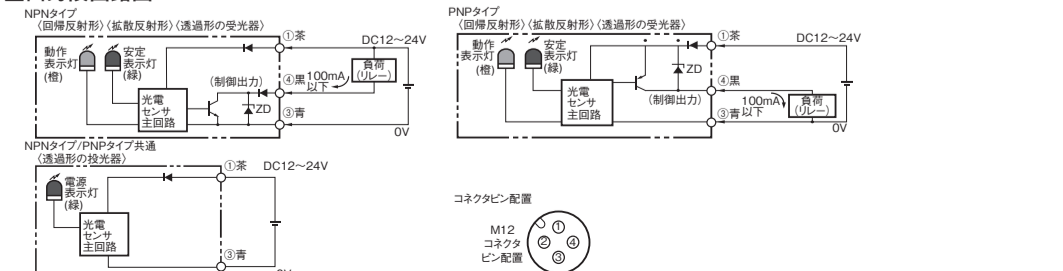 NPNタイプ
〈回帰反射形〉〈拡散反射形〉〈透過形の受光器〉
動作
表示灯
(橙)
安定
表示灯
(緑)
光電
センサ
主回路
(制御出力)
ZD
①茶
DC12～24V
④黒
100mA
以下
負荷
(リレー)
③青
0V
PNPタイプ
〈回帰反射形〉〈拡散反射形〉〈透過形の受光器〉
動作
表示灯
(橙)
安定
表示灯
(緑)
光電
センサ
主回路
(制御出力)
ZD
①茶
DC12～24V
④黒
100mA
以下
負荷
(リレー)
③青
0V
NPNタイプ/PNPタイプ共通
〈透過形の投光器〉
電源
表示灯
(緑)
光電
センサ
主回路
①茶
DC12～24V
③青
コネクタピン配置
M12
コネクタ
ピン配置
①
② ④
③